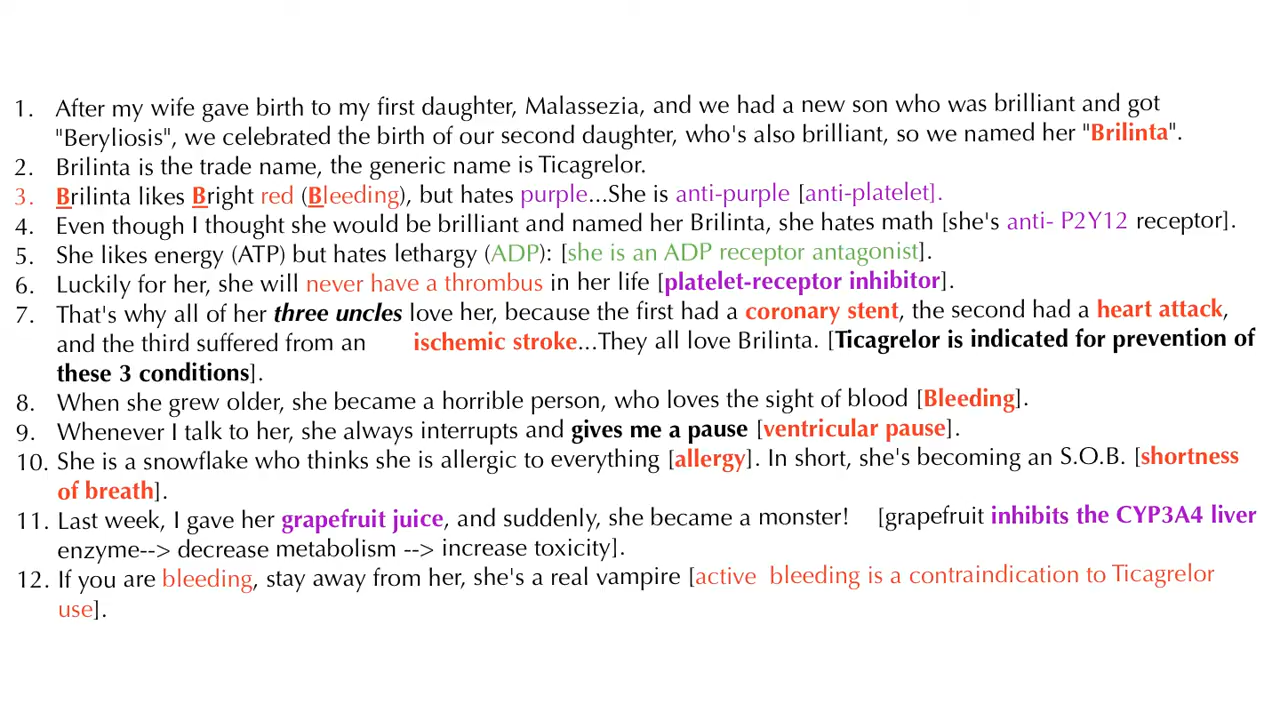 1. After my wife gave birth to my first daughter, Malassezia, and we had a new son who was brilliant and got
"Beryliosis", we celebrated the birth of our second daughter, who's also brilliant, so we named her "Brilinta".
2. Brilinta is the trade name, the generic name is Ticagrelor.
3. Brilinta likes Bright red (Bleeding), but hates purple...She is anti-purple [anti-platelet].
4. Even though I thought she would be brilliant and named her Brilinta, she hates math [she's anti- P2Y12 receptor].
5. She likes energy (ATP) but hates lethargy (ADP): [she is an ADP receptor antagonist].
6. Luckily for her, she will never have a thrombus in her life [platelet-receptor inhibitor].
7. That's why all of her three uncles love her, because the first had a coronary stent, the second had a heart attack,
and the third suffered from an ischemic stroke...They all love Brilinta. [Ticagrelor is indicated for prevention of
these 3 conditions].
8. When she grew older, she became a horrible person, who loves the sight of blood [Bleeding].
9. Whenever I talk to her, she always interrupts and gives me a pause [ventricular pause].
10. She is a snowflake who thinks she is allergic to everything [allergy]. In short, she's becoming an S.O.B. [shortness
of breath].
11. Last week, I gave her grapefruit juice, and suddenly, she became a monster! [grapefruit inhibits the CYP3A4 liver
enzyme--> decrease metabolism --> increase toxicity].
12. If you are bleeding, stay away from her, she's a real vampire [active bleeding is a contraindication to Ticagrelor
use].